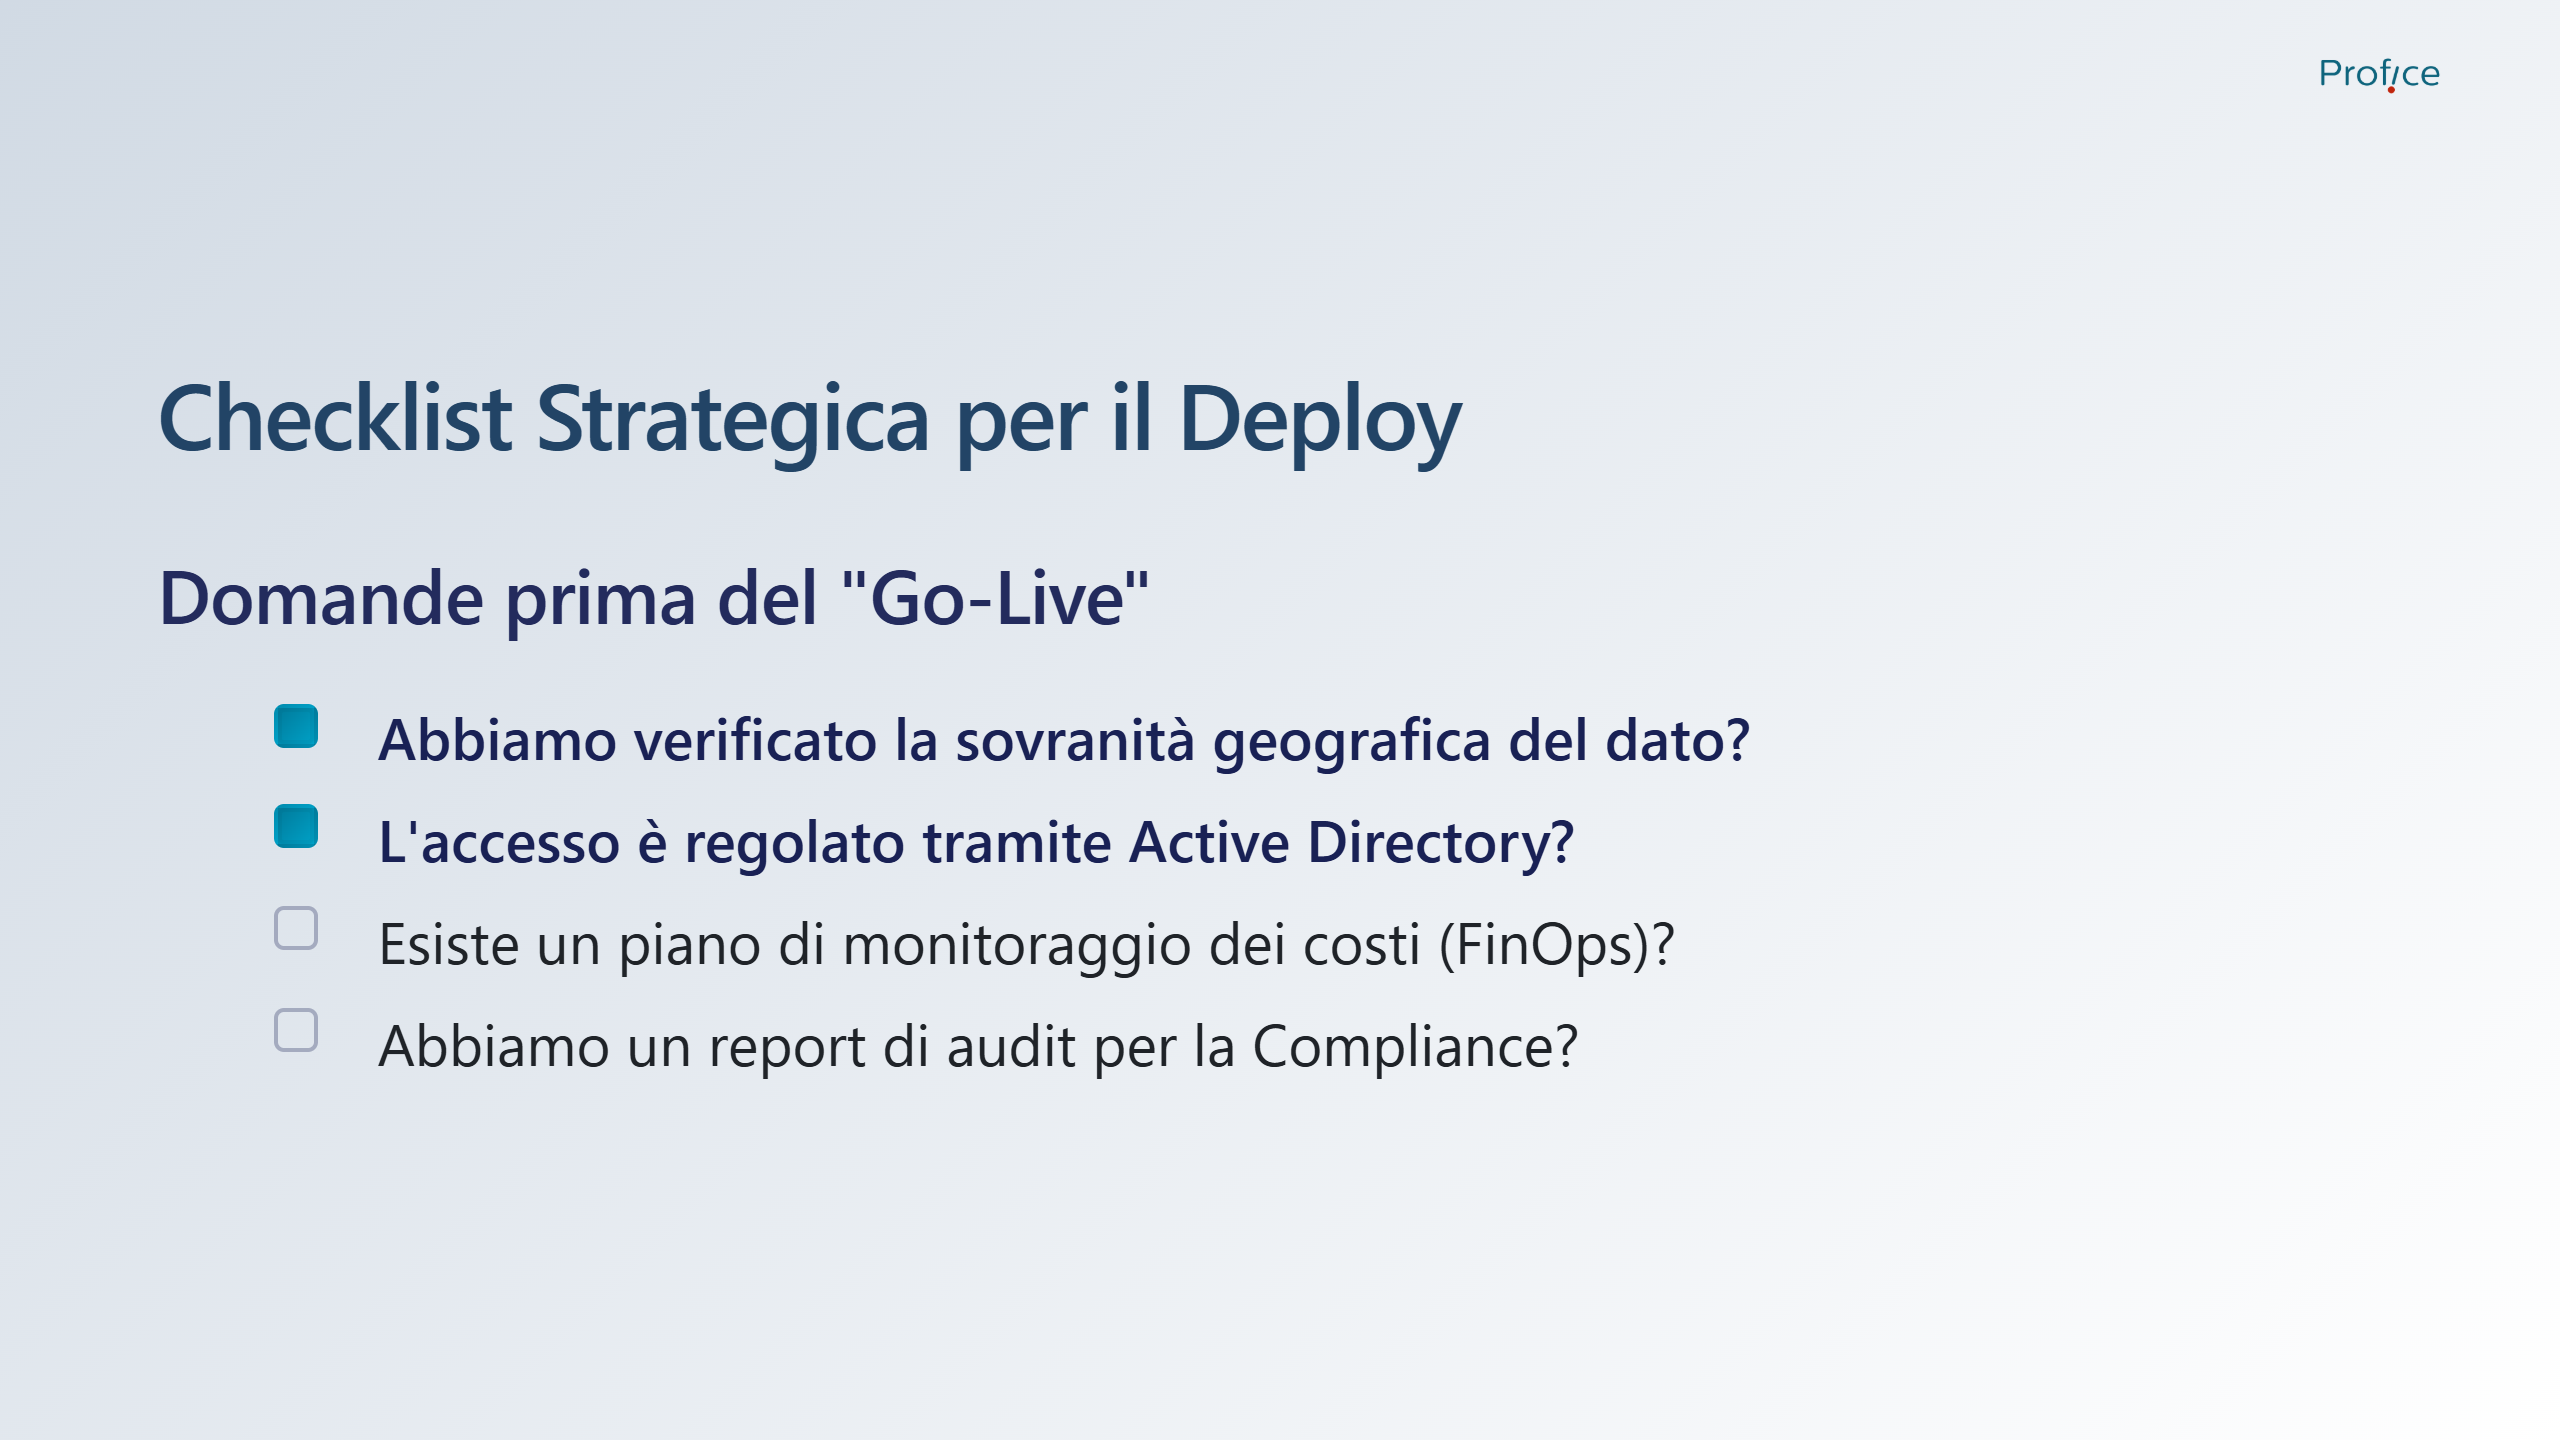 Profice
Checklist Strategica per il Deploy
Domande prima del "Go-Live"
Abbiamo verificato la sovranità geografica del dato?
L'accesso è regolato tramite Active Directory?
Esiste un piano di monitoraggio dei costi (FinOps)?
Abbiamo un report di audit per la Compliance?